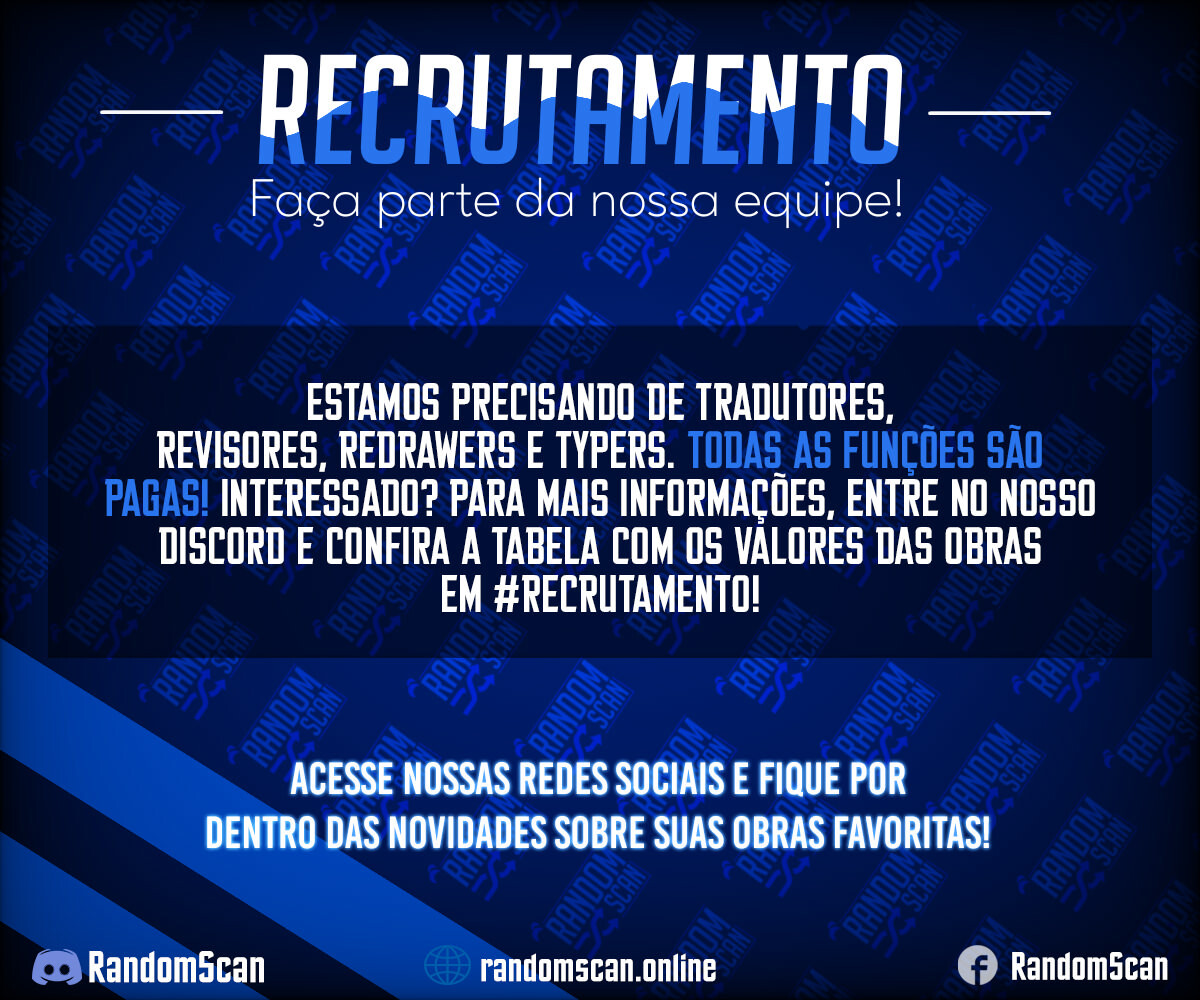 RECRUTAMENTO
Faça parte da nossa equipe!
ESTAMOS PRECISANDO DE TRADUTORES,
REVISORES, REDRAWERS E TYPERS. TODAS AS FUNÇÕES SÃO
PAGAS! INTERESSADO? PARA MAIS INFORMAÇÕES, ENTRE NO NOSSO
DISCORD E CONFIRA A TABELA COM OS VALORES DAS OBRAS
EM #RECRUTAMENTO!
ACESSE NOSSAS REDES SOCIAIS E FIQUE POR
DENTRO DAS NOVIDADES SOBRE SUAS OBRAS FAVORITAS!
RandomScan
randomscan.online
RandomScan